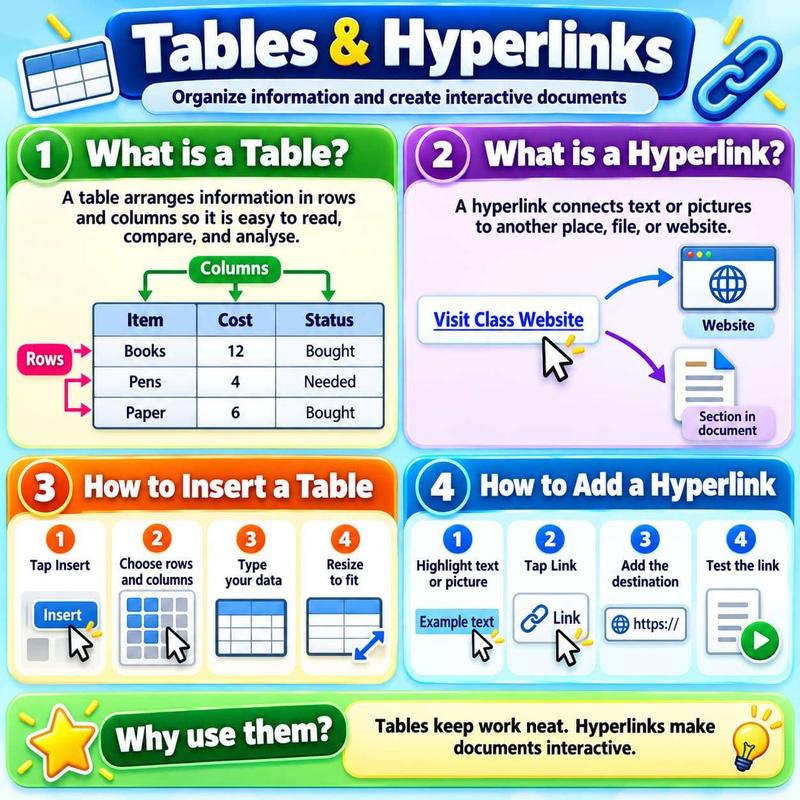 Tables & Hyperlinks
Organize information and create interactive documents
1 What is a Table?
A table arranges information in rows
and columns so it is easy to read,
compare, and analyse.
Columns
Item Cost Status
Rows
Books 12 Bought
Pens 4 Needed
Paper 6 Bought
2 What is a Hyperlink?
A hyperlink connects text or pictures
to another place, file, or website.
Visit Class Website
Website
Section in
document
3 How to Insert a Table
1
Tap Insert
Insert
2
Choose rows
and columns
3
Type
your data
4
Resize
to fit
4 How to Add a Hyperlink
1
Highlight text
or picture
Example text
2
Tap Link
Link
3
Add the
destination
https://
4
Test the link
Why use them?
Tables keep work neat. Hyperlinks make
documents interactive.